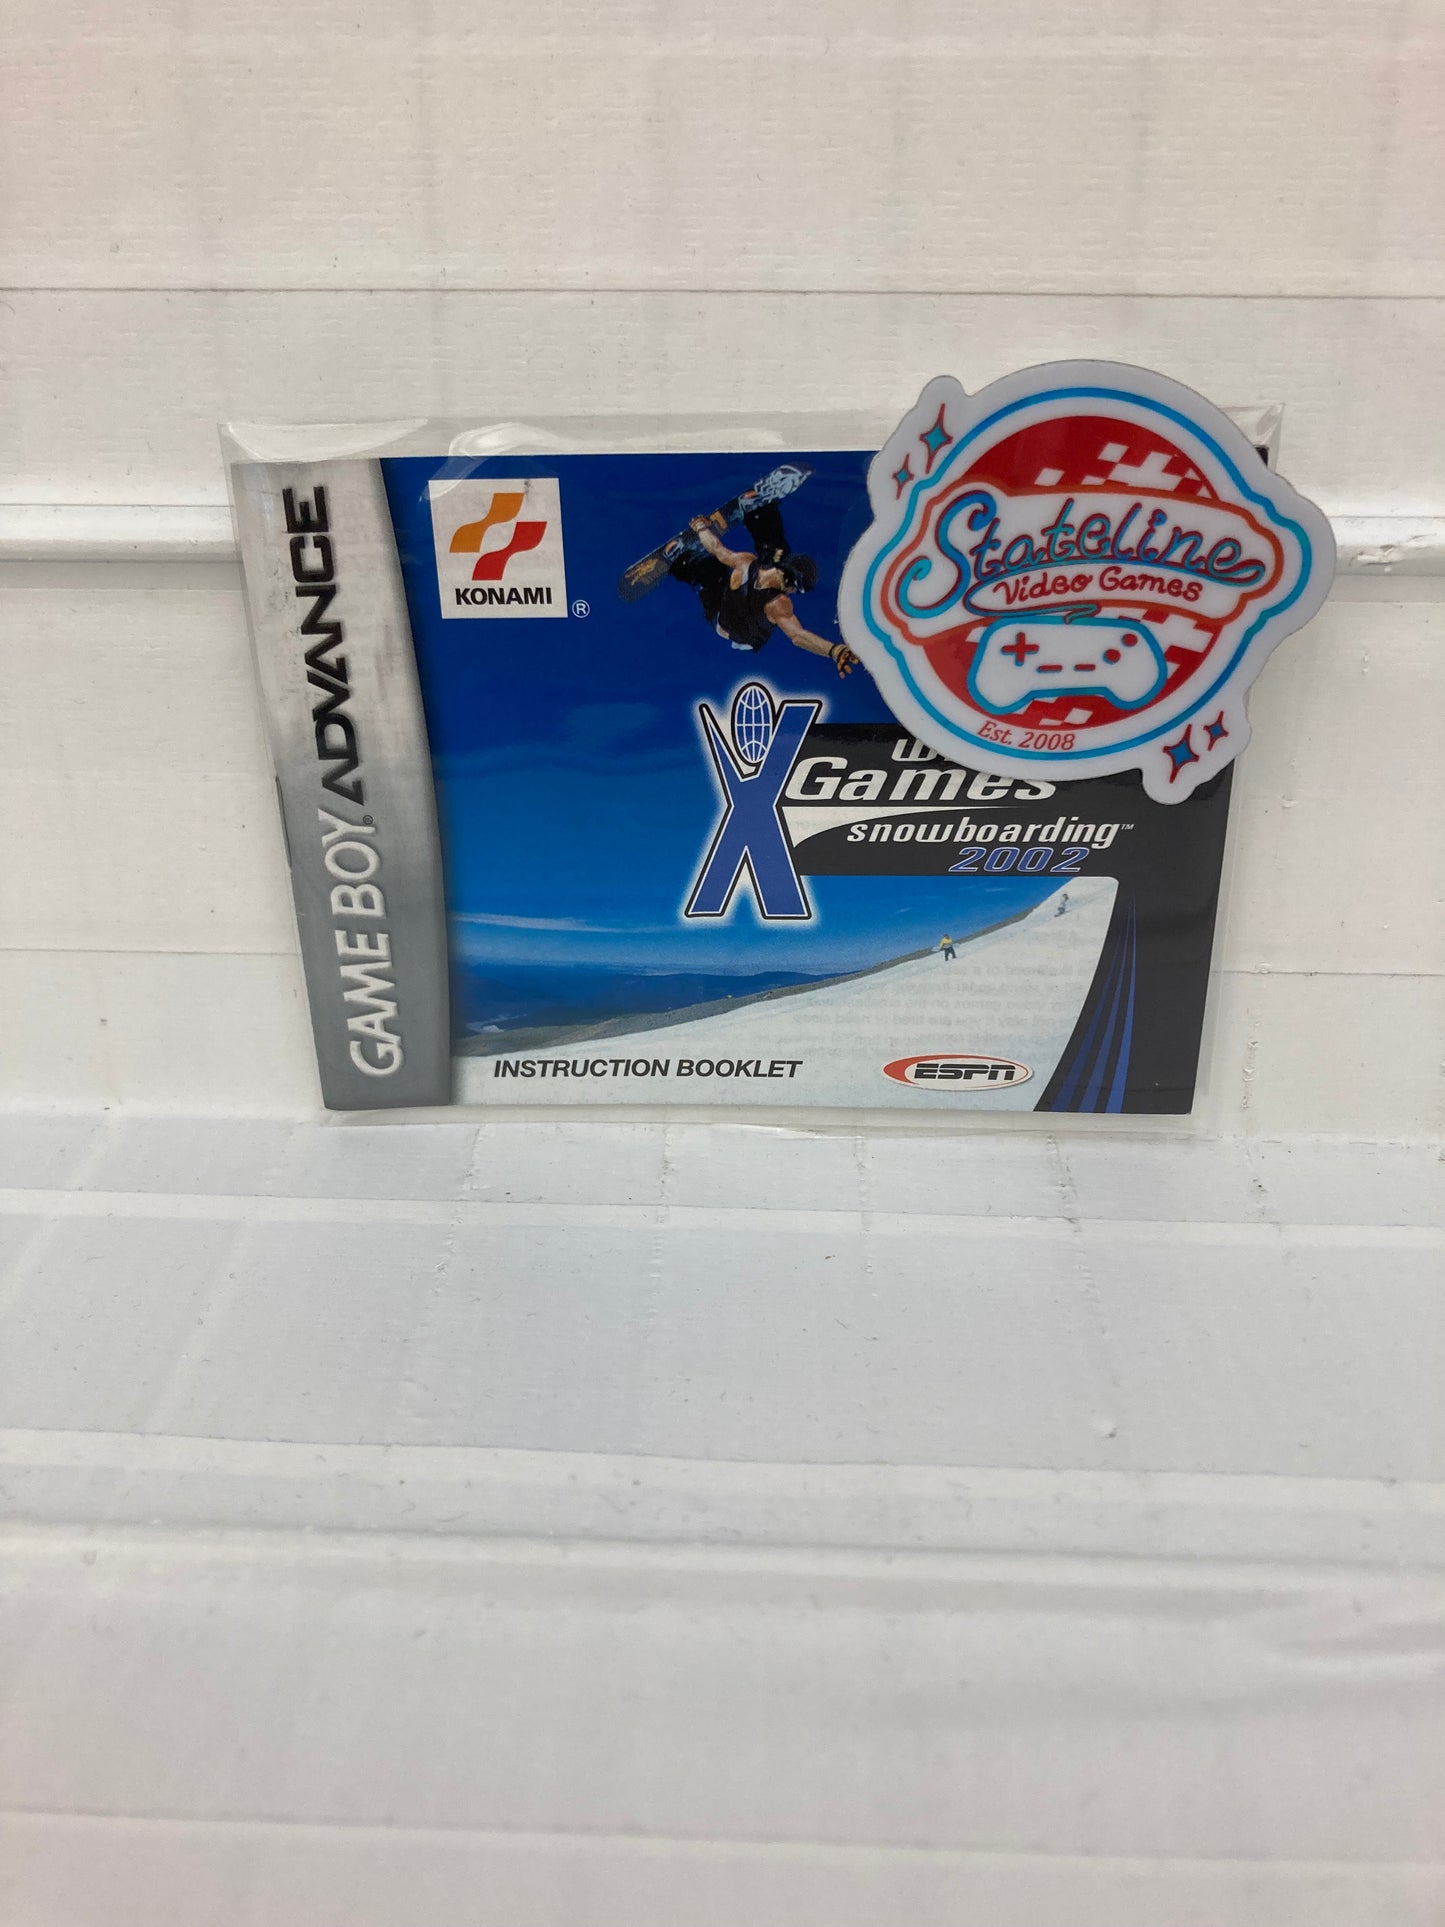 GAME BOY® ADVANCE
KONAMI
®
Stateline
Video Games
Est. 2008
X
Games
snowboarding™
2002
INSTRUCTION BOOKLET
ESPN